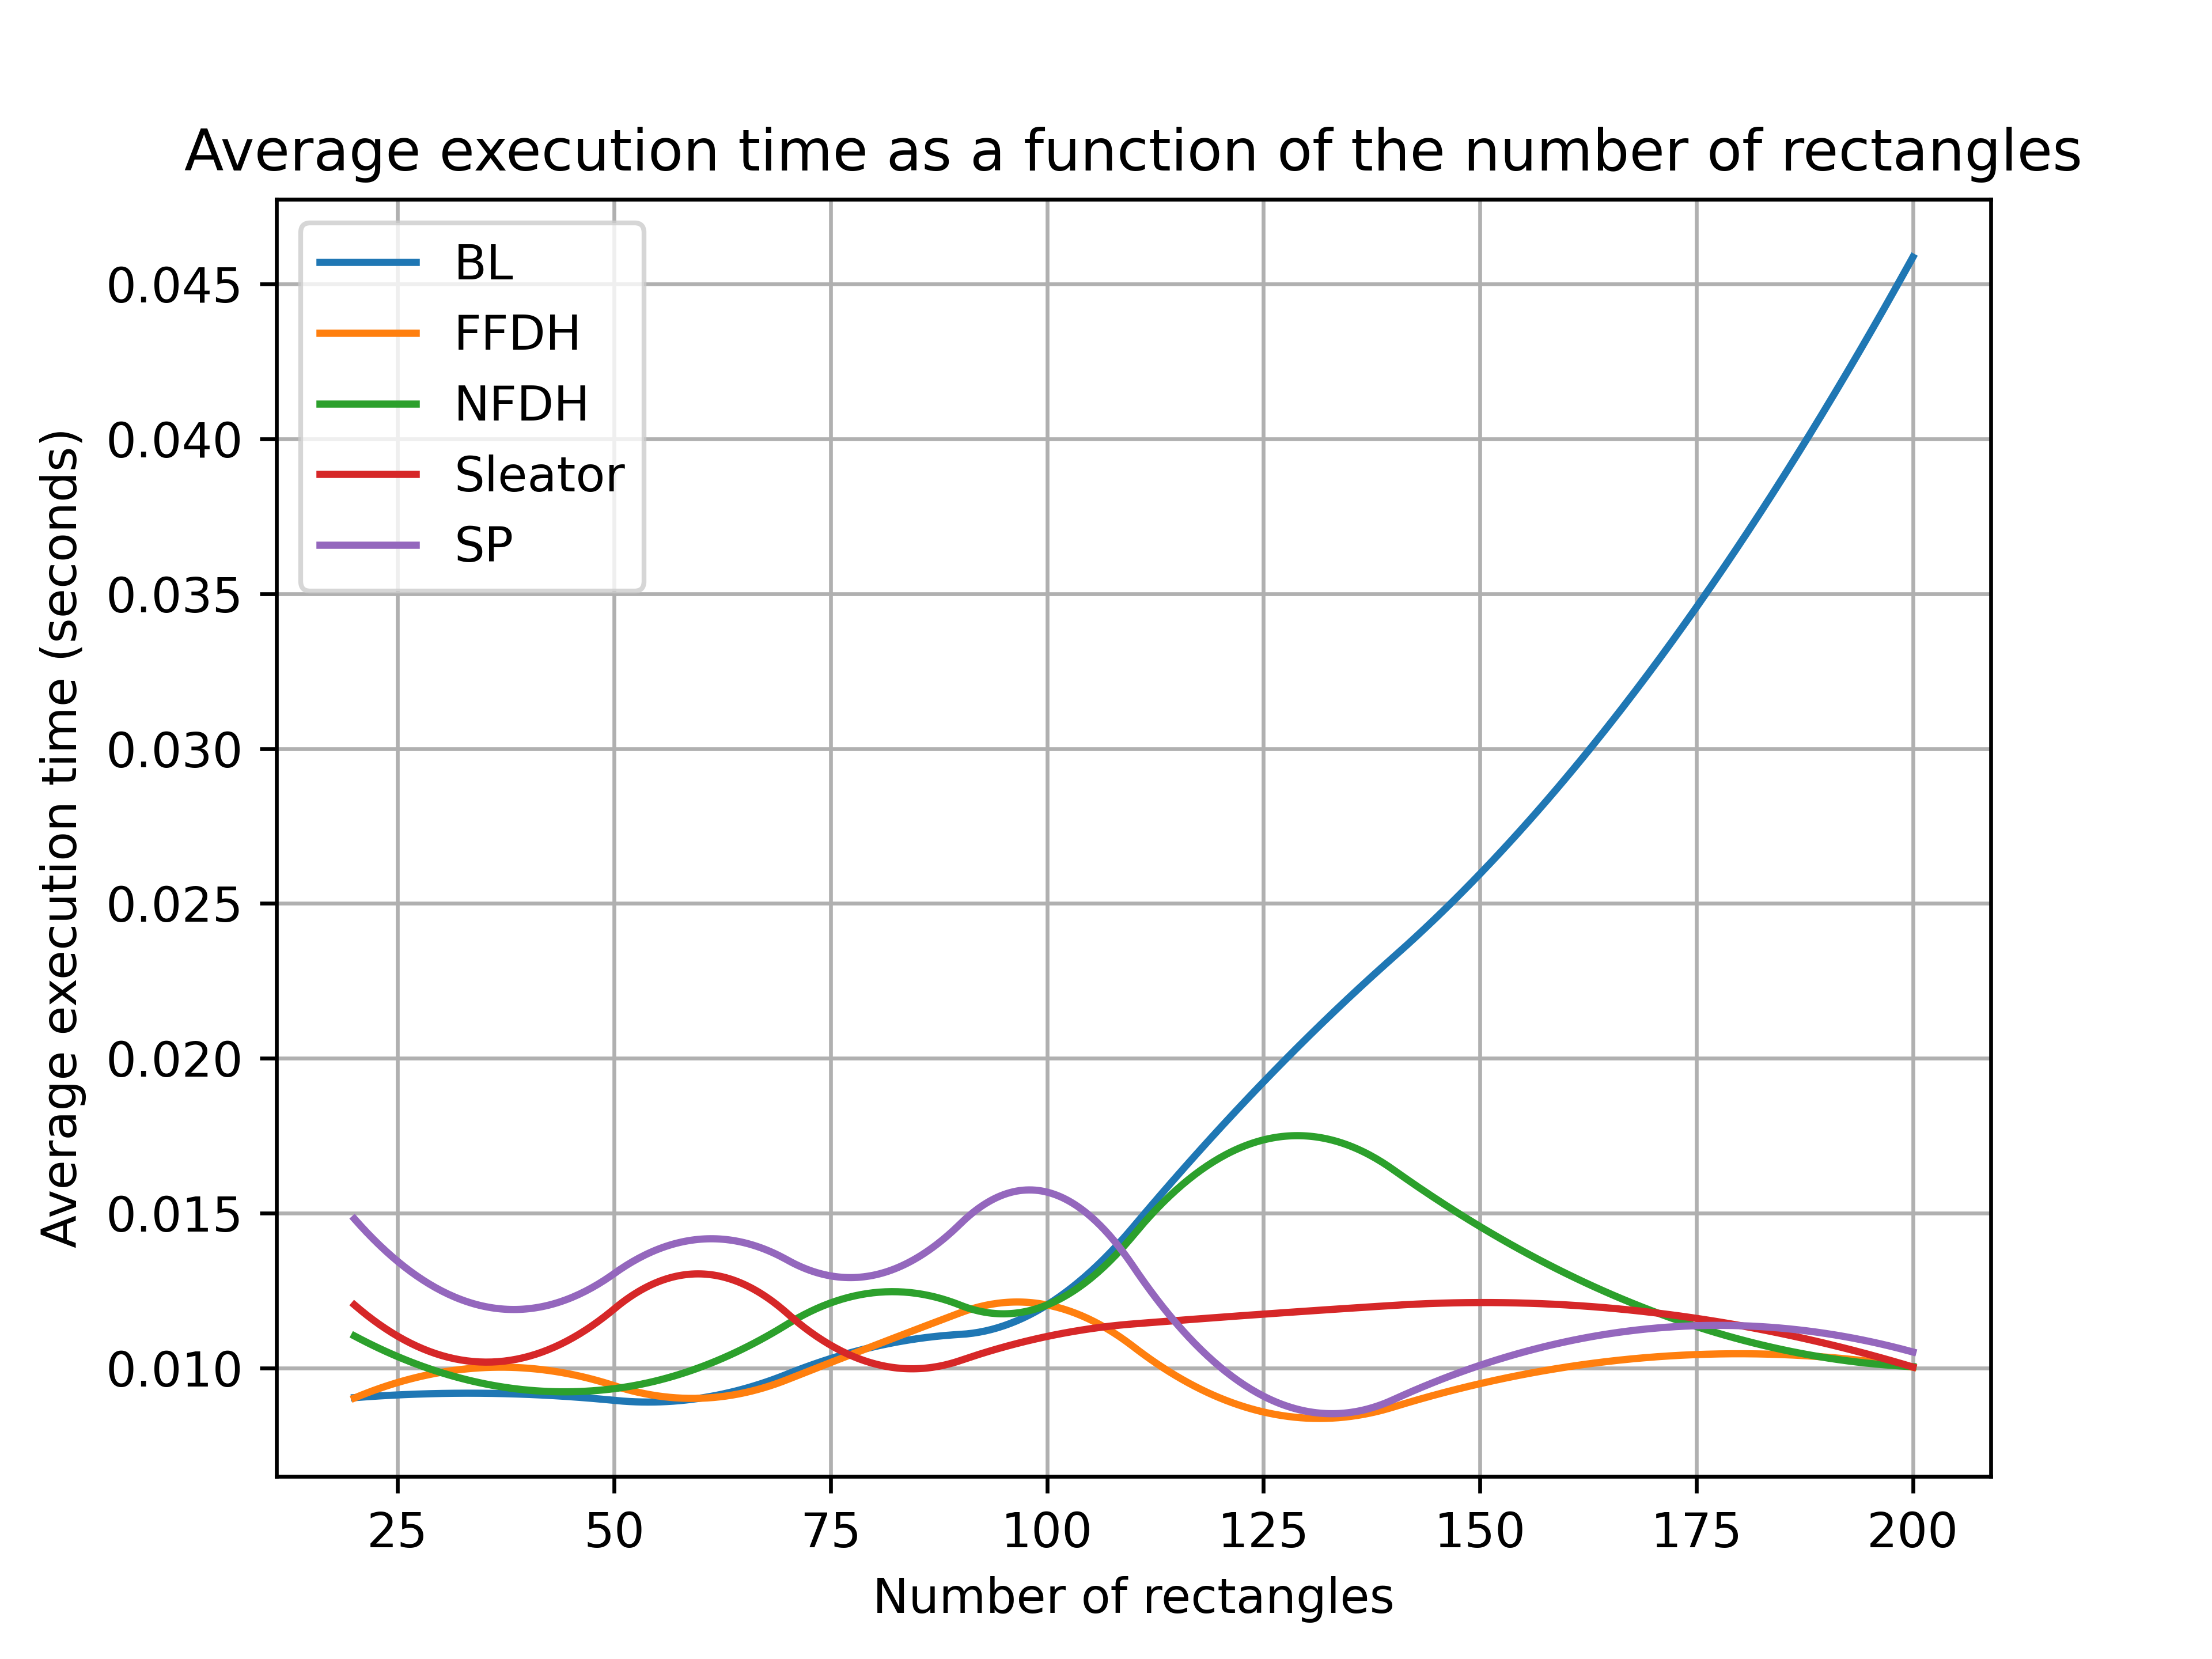 Average execution time as a function of the number of rectangles
BL
FFDH
NFDH
Sleator
SP
0.045
0.040
0.035
0.030
0.025
0.020
0.015
0.010
Average execution time (seconds)
25 50 75 100 125 150 175 200
Number of rectangles